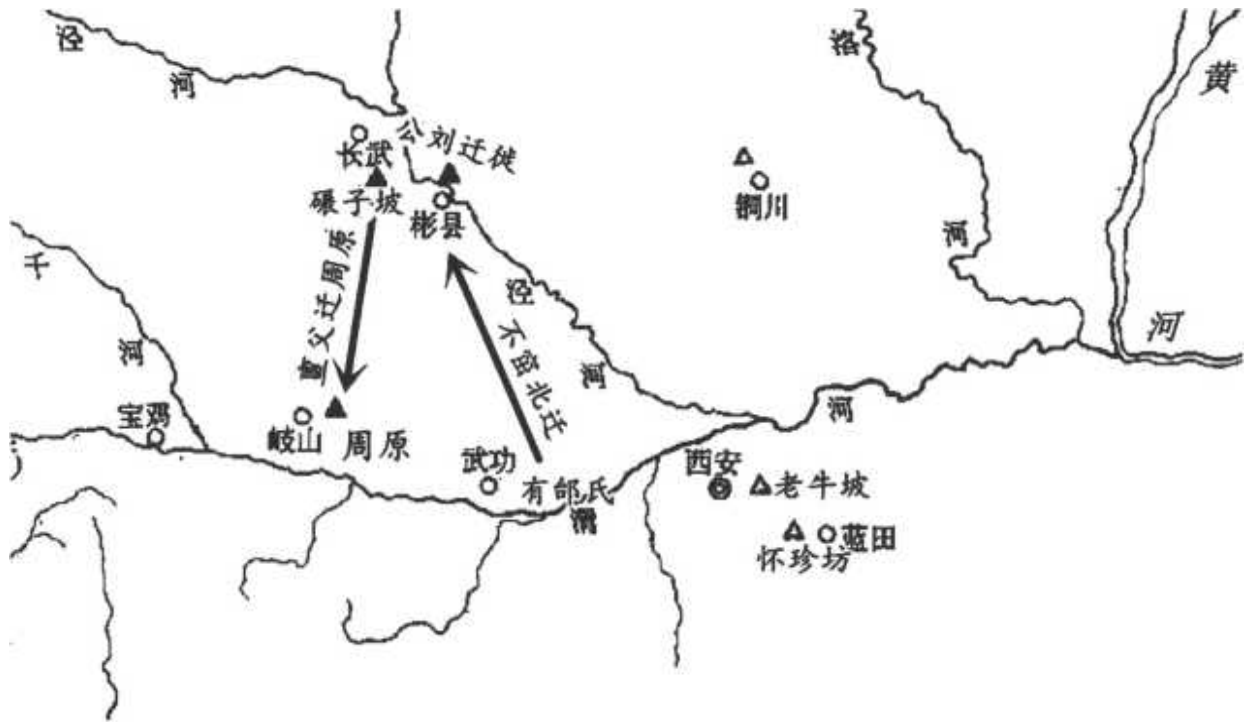 泾河
长武
公刘迁徙
碾子坡
彬县
铜川
洛河
黄河
千河
亶父迁周原
不窋北迁
泾河
宝鸡
岐山
周原
武功
有邰氏
渭河
西安
老牛坡
怀珍坊
蓝田